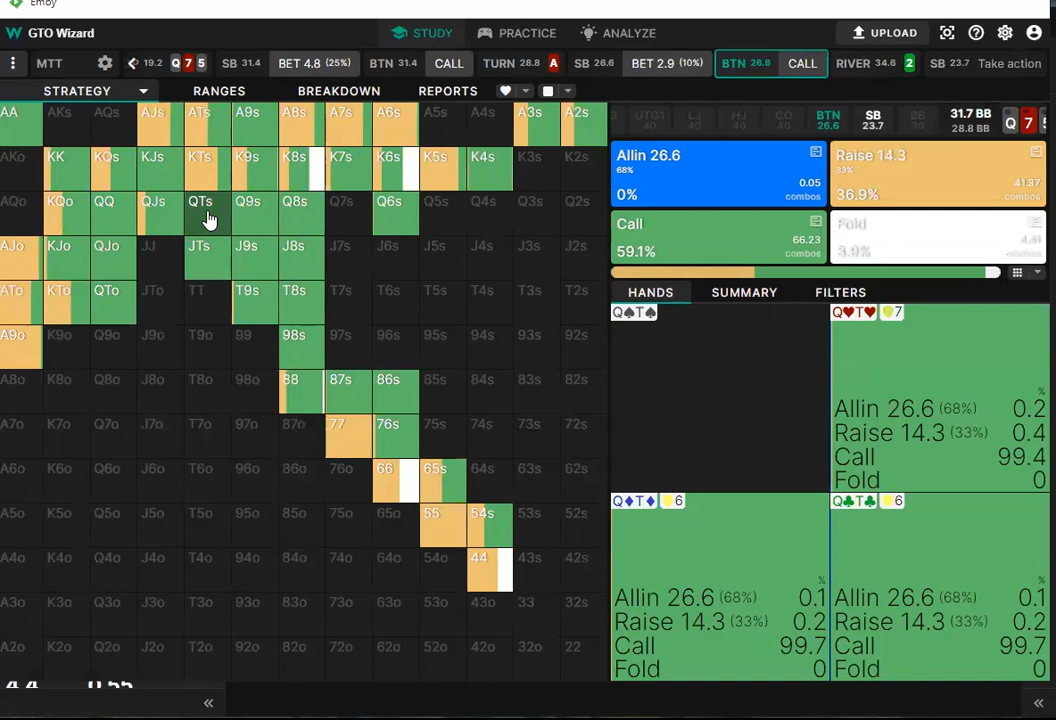 Emby
W GTO Wizard STUDY PRACTICE ANALYZE UPLOAD
MTT 19.2 Q 7 5 SB 31.4 BET 4.8 (25%) BTN 31.4 CALL TURN 28.8 A SB 26.6 BET 2.9 (10%) BTN 26.6 CALL RIVER 34.6 2 SB 23.7 Take action
STRATEGY RANGES BREAKDOWN REPORTS
UTG1 40 LJ 40 HJ 40 CO 40 BTN 26.6 SB 23.7 BB 39 31.7 BB 28.8 BB Q 7
AA AKs AQs AJs ATs A9s A8s A7s A6s A5s A4s A3s A2s
AKo KK KQs KJs KTs K9s K8s K7s K6s K5s K4s K3s K2s
AQo KQo QQ QJs QTs Q9s Q8s Q7s Q6s Q5s Q4s Q3s Q2s
AJo KJo QJo JJ JTs J9s J8s J7s J6s J5s J4s J3s J2s
ATo KTo QTo JTo TT T9s T8s T7s T6s T5s T4s T3s T2s
A9o K9o Q9o J9o T9o 99 98s 97s 96s 95s 94s 93s 92s
A8o K8o Q8o J8o T8o 98o 88 87s 86s 85s 84s 83s 82s
A7o K7o Q7o J7o T7o 97o 87o 77 76s 75s 74s 73s 72s
A6o K6o Q6o J6o T6o 96o 86o 76o 66 65s 64s 63s 62s
A5o K5o Q5o J5o T5o 95o 85o 75o 65o 55 54s 53s 52s
A4o K4o Q4o J4o T4o 94o 84o 74o 64o 54o 44 43s 42s
A3o K3o Q3o J3o T3o 93o 83o 73o 63o 53o 43o 33 32s
A2o K2o Q2o J2o T2o 92o 82o 72o 62o 52o 42o 32o 22
Allin 26.6
68%
0%
0.05
combos
Raise 14.3
33%
36.9%
41.37
combos
Call
59.1%
66.23
combos
Fold
HANDS SUMMARY FILTERS
Q♠T♠
Q♥T♥ 7
%
Allin 26.6 (68%) 0.2
Raise 14.3 (33%) 0.4
Call 99.4
Fold 0
Q♦T♦ 6
%
Allin 26.6 (68%) 0.1
Raise 14.3 (33%) 0.2
Call 99.7
Fold 0
Q♣T♣ 6
%
Allin 26.6 (68%) 0.1
Raise 14.3 (33%) 0.2
Call 99.7
Fold 0